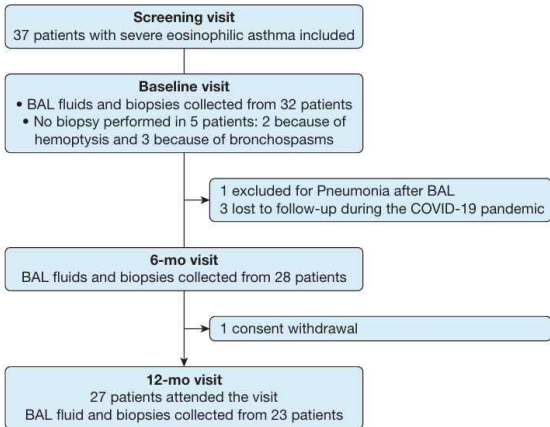 Screening visit
37 patients with severe eosinophilic asthma included
Baseline visit
• BAL fluids and biopsies collected from 32 patients
• No biopsy performed in 5 patients: 2 because of
hemoptysis and 3 because of bronchospasms
1 excluded for Pneumonia after BAL
3 lost to follow-up during the COVID-19 pandemic
6-mo visit
BAL fluids and biopsies collected from 28 patients
1 consent withdrawal
12-mo visit
27 patients attended the visit
BAL fluid and biopsies collected from 23 patients